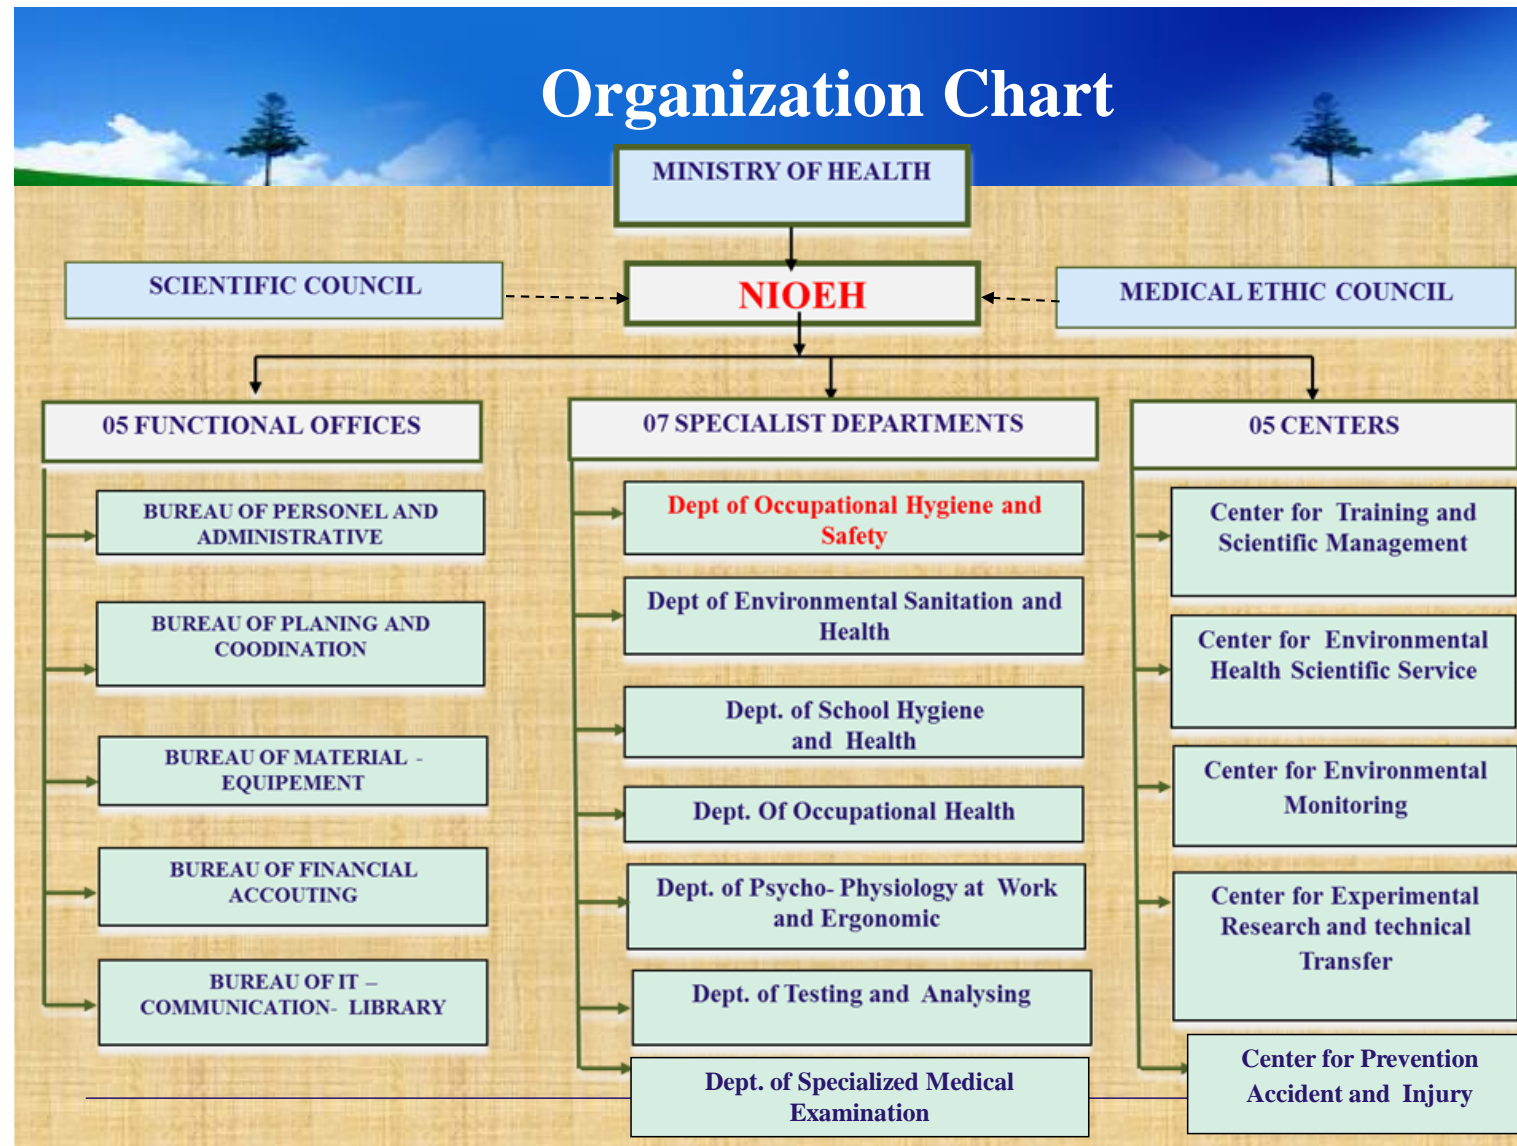 Organization Chart
MINISTRY OF HEALTH
SCIENTIFIC COUNCIL
NIOEH
MEDICAL ETHIC COUNCIL
05 FUNCTIONAL OFFICES
BUREAU OF PERSONEL AND
ADMINISTRATIVE
BUREAU OF PLANING AND
COODINATION
BUREAU OF MATERIAL -
EQUIPEMENT
BUREAU OF FINANCIAL
ACCOUTING
BUREAU OF IT –
COMMUNICATION- LIBRARY
07 SPECIALIST DEPARTMENTS
Dept of Occupational Hygiene and
Safety
Dept of Environmental Sanitation and
Health
Dept. of School Hygiene
and Health
Dept. Of Occupational Health
Dept. of Psycho- Physiology at Work
and Ergonomic
Dept. of Testing and Analysing
Dept. of Specialized Medical
Examination
05 CENTERS
Center for Training and
Scientific Management
Center for Environmental
Health Scientific Service
Center for Environmental
Monitoring
Center for Experimental
Research and technical
Transfer
Center for Prevention
Accident and Injury